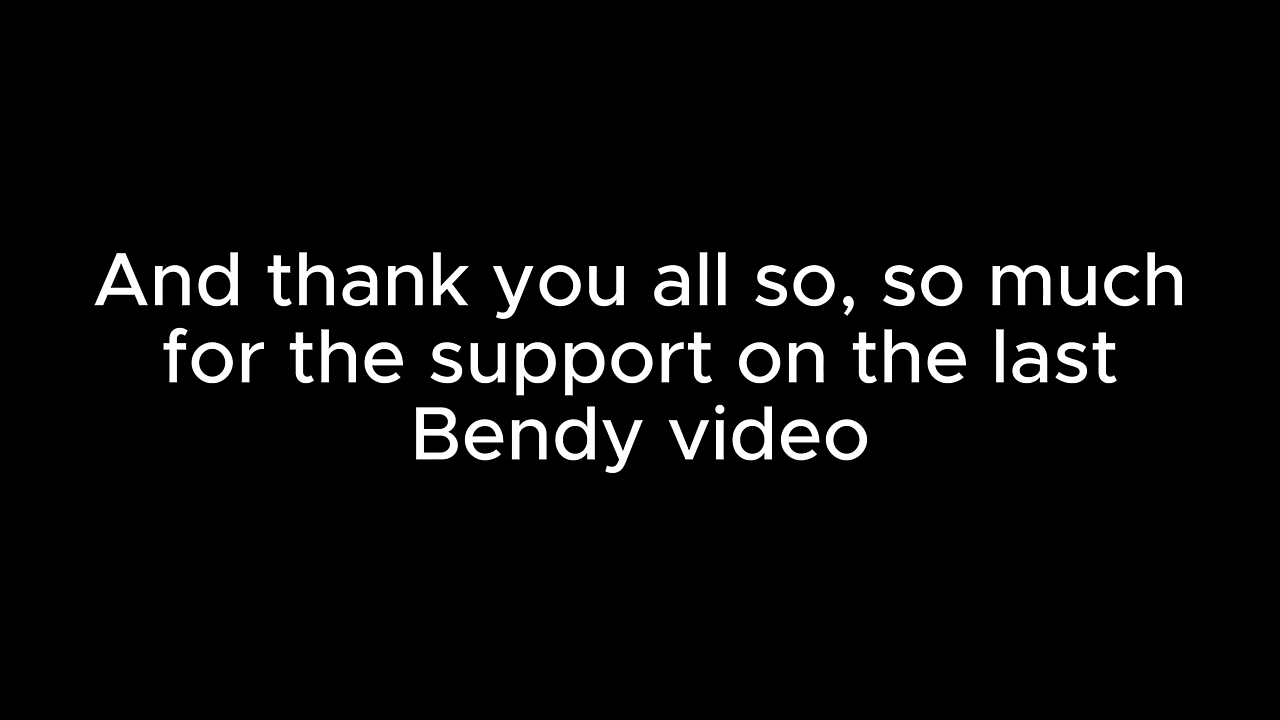 And thank you all so, so much
for the support on the last
Bendy video